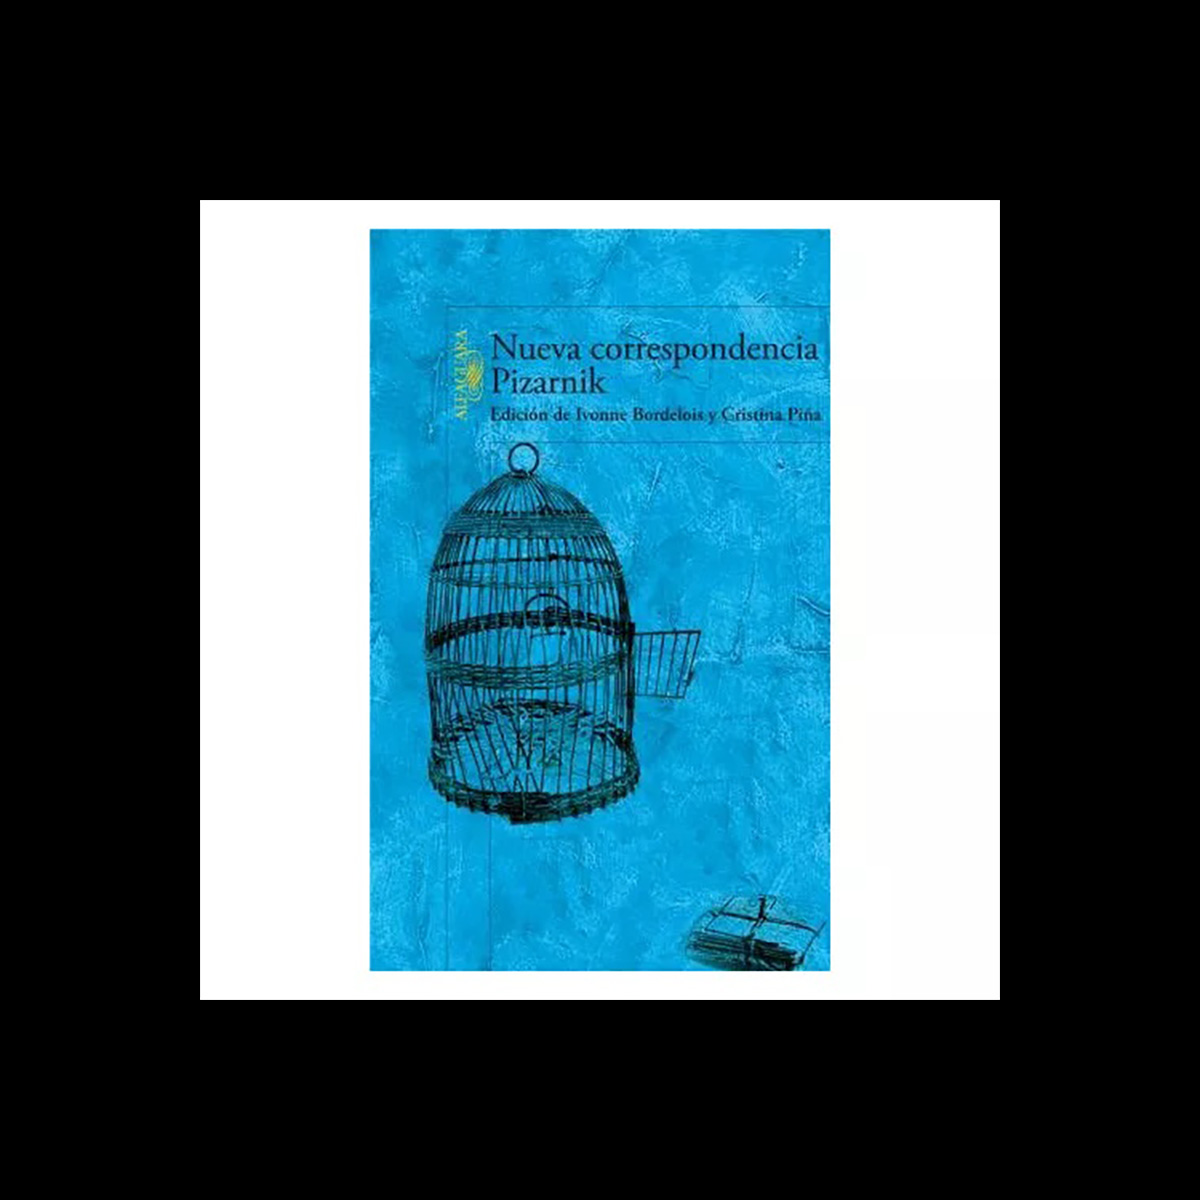 ALFAGUARA
Nueva correspondencia
Pizarnik
Edición de Ivonne Bordelois y Cristina Piña